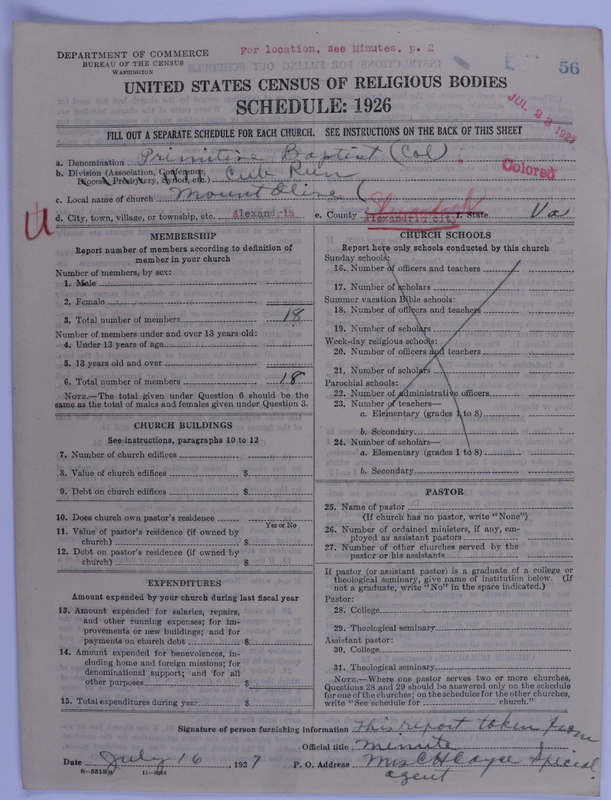 For location, see Minutes, p. 2
DEPARTMENT OF COMMERCE
BUREAU OF THE CENSUS
WASHINGTON
56
UNITED STATES CENSUS OF RELIGIOUS BODIES
SCHEDULE: 1926
JUL 23 1927
FILL OUT A SEPARATE SCHEDULE FOR EACH CHURCH. SEE INSTRUCTIONS ON THE BACK OF THIS SHEET
a. Denomination Primitive Baptist (Col)
Colored
b. Division (Association, Conference, Diocese, Presbytery, Synod, etc.) Cub Run
c. Local name of church Mount Olive (
d. City, town, village, or township, etc. Alexandria e. County Alexandria City f. State Va
MEMBERSHIP
Report number of members according to definition of member in your church
Number of members, by sex:
1. Male
2. Female
3. Total number of members 18
Number of members under and over 13 years old:
4. Under 13 years of age
5. 13 years old and over
6. Total number of members 18
NOTE.—The total given under Question 6 should be the same as the total of males and females given under Question 3.
CHURCH BUILDINGS
See instructions, paragraphs 10 to 12
7. Number of church edifices
8. Value of church edifices $
9. Debt on church edifices $
10. Does church own pastor's residence
Yes or No
11. Value of pastor's residence (if owned by church) $
12. Debt on pastor's residence (if owned by church) $
EXPENDITURES
Amount expended by your church during last fiscal year
13. Amount expended for salaries, repairs, and other running expenses; for improvements or new buildings; and for payments on church debt $
14. Amount expended for benevolences, including home and foreign missions; for denominational support; and for all other purposes $
15. Total expenditures during year $
CHURCH SCHOOLS
Report here only schools conducted by this church
Sunday schools:
16. Number of officers and teachers
17. Number of scholars
Summer vacation Bible schools:
18. Number of officers and teachers
19. Number of scholars
Week-day religious schools:
20. Number of officers and teachers
21. Number of scholars
Parochial schools:
22. Number of administrative officers
23. Number of teachers—
a. Elementary (grades 1 to 8)
b. Secondary
24. Number of scholars—
a. Elementary (grades 1 to 8)
b. Secondary
PASTOR
25. Name of pastor
(If church has no pastor, write "None")
26. Number of ordained ministers, if any, employed as assistant pastors
27. Number of other churches served by the pastor or his assistants
If pastor (or assistant pastor) is a graduate of a college or theological seminary, give name of institution below. (If not a graduate, write "No" in the space indicated.)
Pastor:
28. College
29. Theological seminary
Assistant pastor:
30. College
31. Theological seminary
NOTE.—Where one pastor serves two or more churches, Questions 28 and 29 should be answered only on the schedule for one of the churches; on the schedules for the other churches, write "See schedule for church."
Signature of person furnishing information This report taken from
Official title minute
Date July 16, 1927 P. O. Address Mrs C H Cayce Special
agent
8—5513a 11—9054